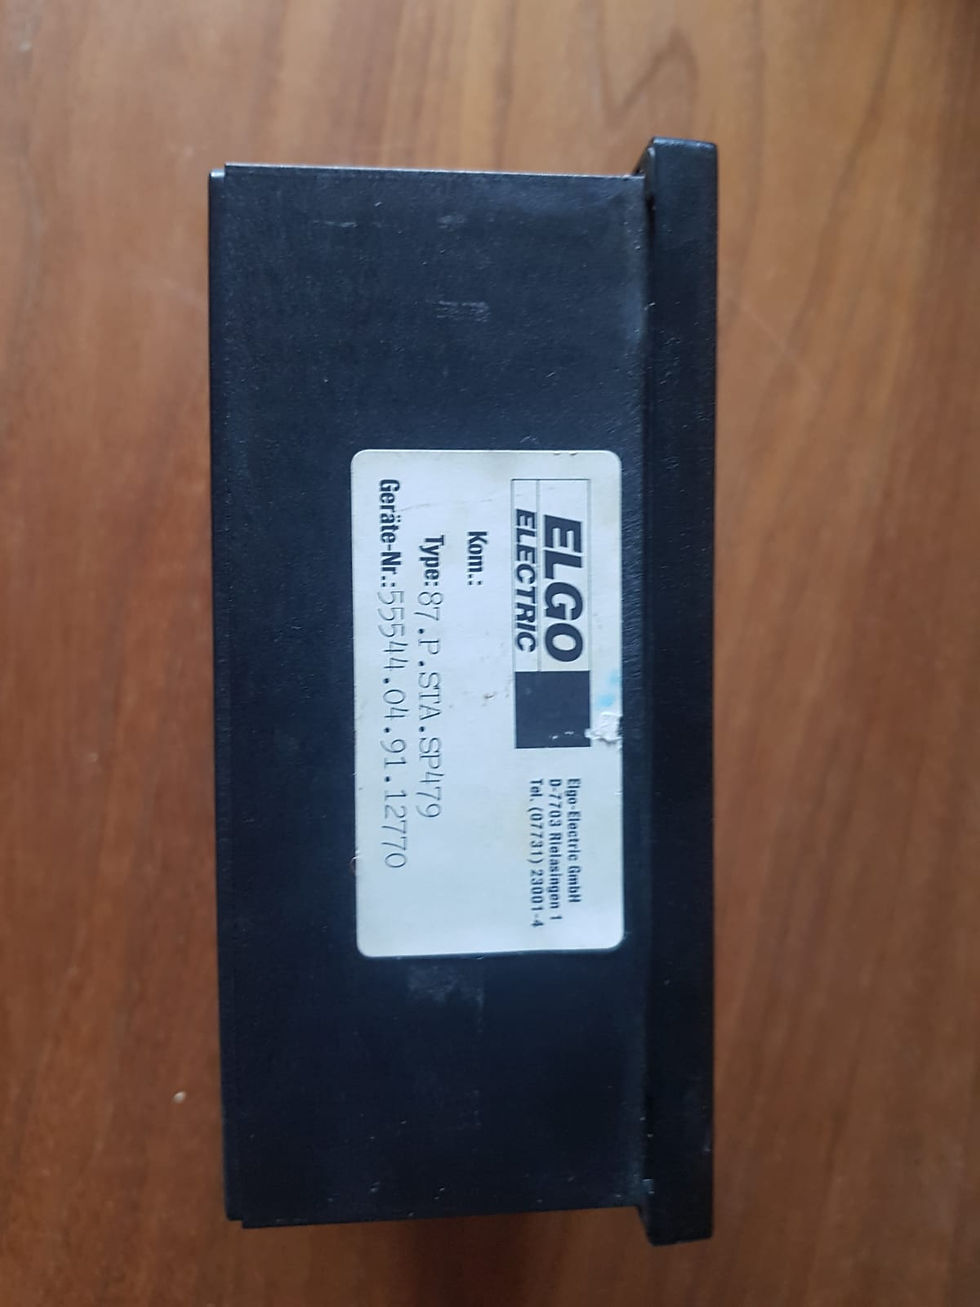 ELGO
ELECTRIC
Elgo-Electric GmbH
D-7703 Rielasingen 1
Tel. (07731) 23001-4
Kom.:
Type: 87.P.STA.SP479
Geräte-Nr.: 55544.04.91.12770